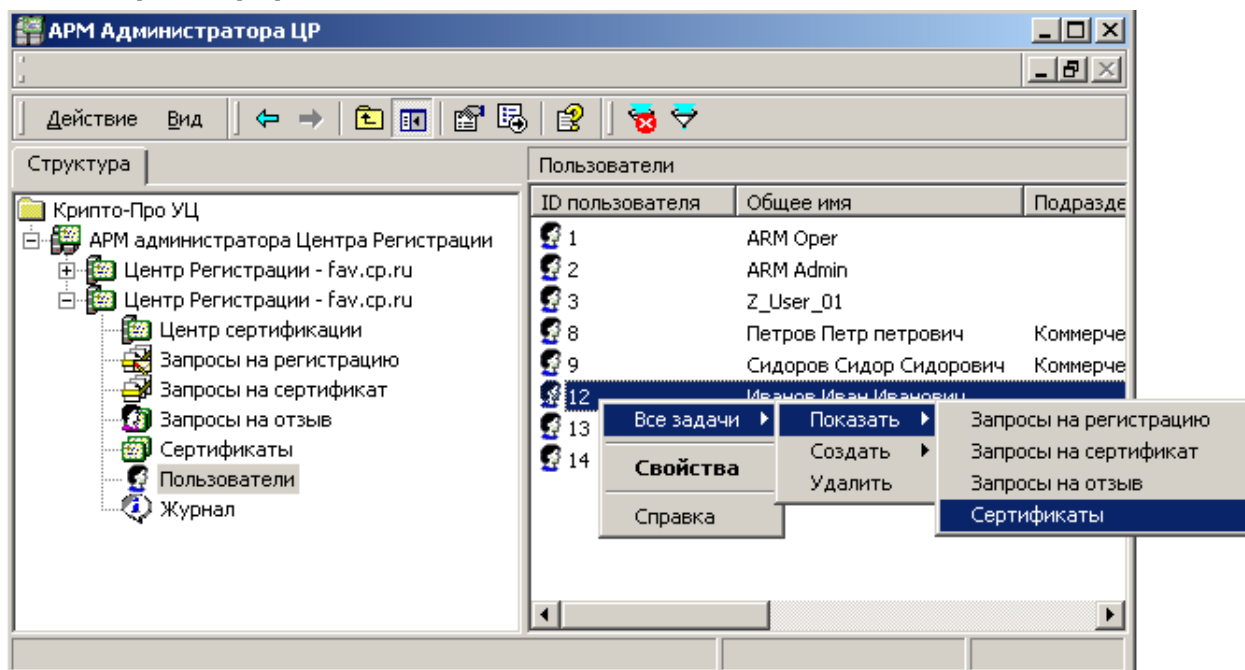 АРМ Администратора ЦР
Действие Вид
Структура
Пользователи
Крипто-Про УЦ
АРМ администратора Центра Регистрации
Центр Регистрации - fav.cp.ru
Центр Регистрации - fav.cp.ru
Центр сертификации
Запросы на регистрацию
Запросы на сертификат
Запросы на отзыв
Сертификаты
Пользователи
Журнал
ID пользователя Общее имя Подразде
1 ARM Oper
2 ARM Admin
3 Z_User_01
8 Петров Петр петрович Коммерче
9 Сидоров Сидор Сидорович Коммерче
12 Иванов Иван Иванович
13
14
Все задачи
Свойства
Справка
Показать
Создать
Удалить
Запросы на регистрацию
Запросы на сертификат
Запросы на отзыв
Сертификаты